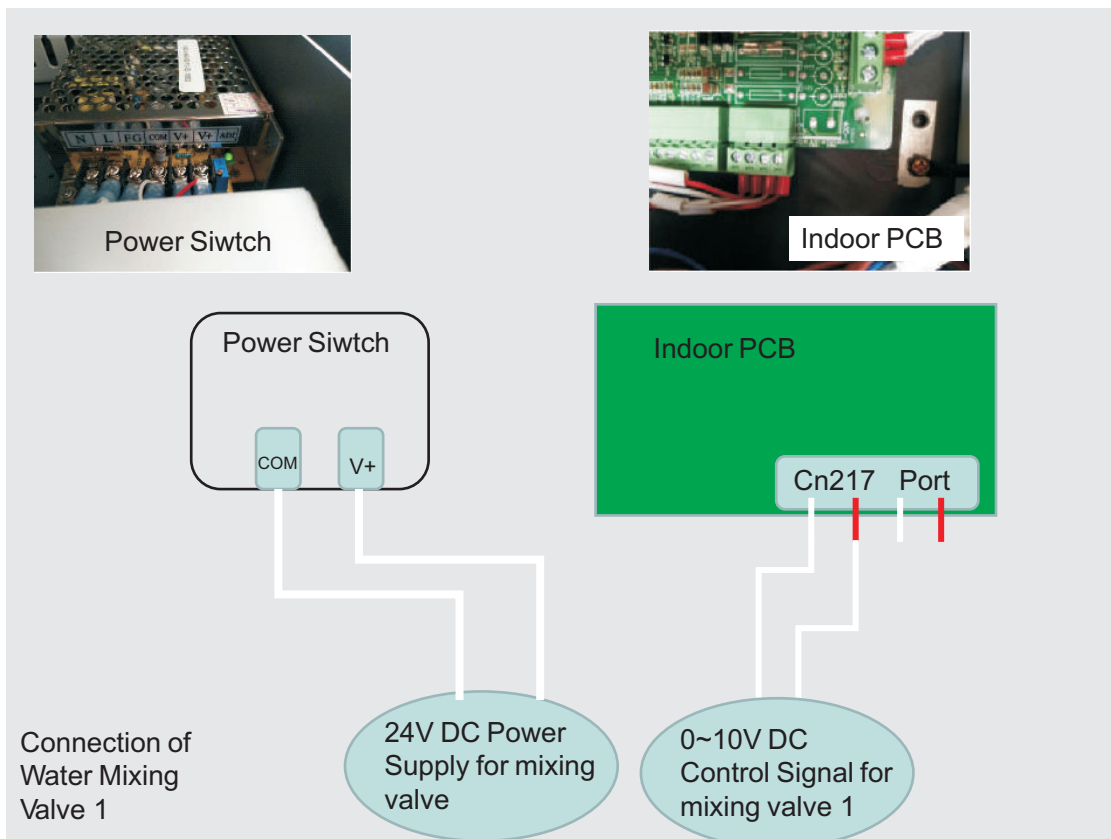 N L FG COM V+ V+ ADJ
Power Siwtch
Indoor PCB
Power Siwtch
COM
V+
Indoor PCB
Cn217 Port
24V DC Power
Supply for mixing
valve
0~10V DC
Control Signal for
mixing valve 1
Connection of
Water Mixing
Valve 1